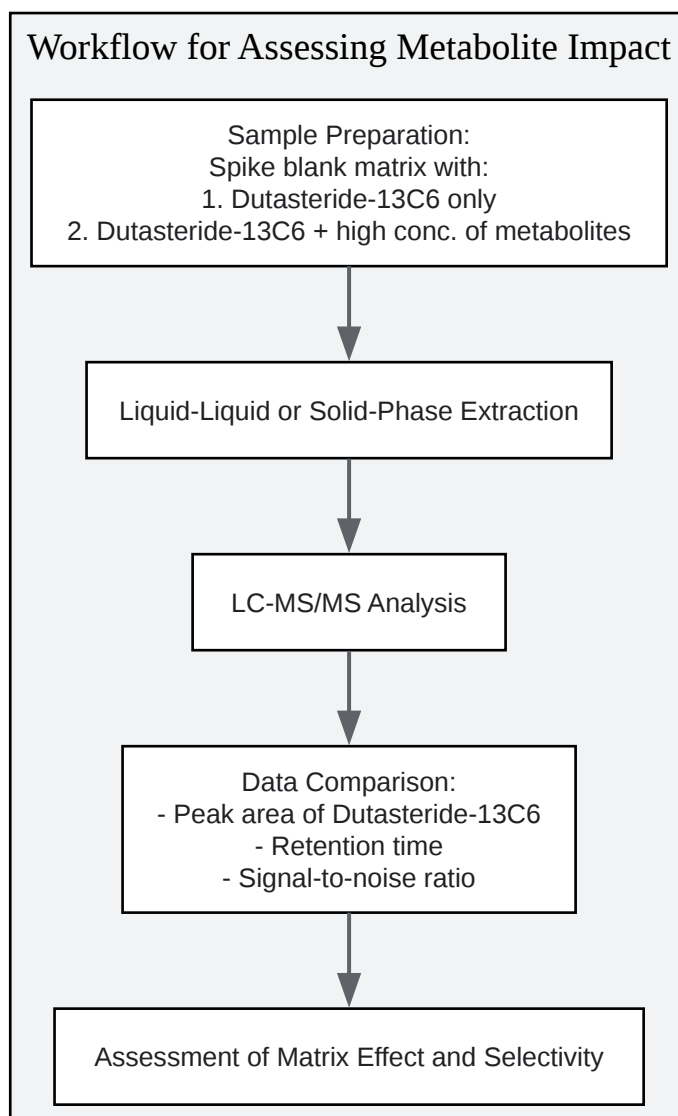 Workflow for Assessing Metabolite Impact
Sample Preparation:
Spike blank matrix with:
1. Dutasteride-13C6 only
2. Dutasteride-13C6 + high conc. of metabolites
Liquid-Liquid or Solid-Phase Extraction
LC-MS/MS Analysis
Data Comparison:
- Peak area of Dutasteride-13C6
- Retention time
- Signal-to-noise ratio
Assessment of Matrix Effect and Selectivity